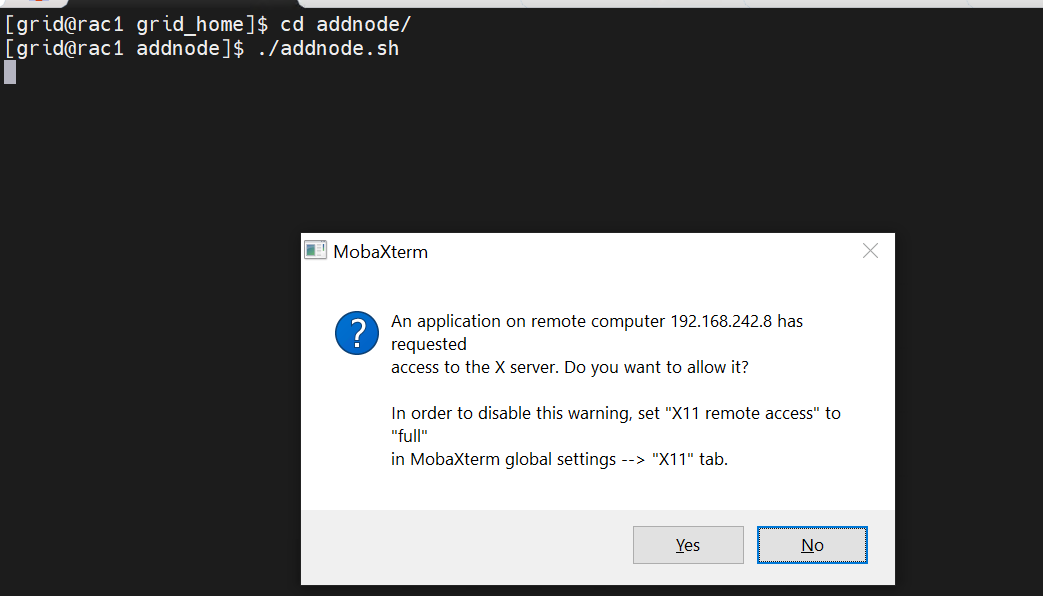 [grid@rac1 grid_home]$ cd addnode/
[grid@rac1 addnode]$ ./addnode.sh
MobaXterm
An application on remote computer 192.168.242.8 has
requested
access to the X server. Do you want to allow it?
In order to disable this warning, set "X11 remote access" to
"full"
in MobaXterm global settings --> "X11" tab.
Yes
No